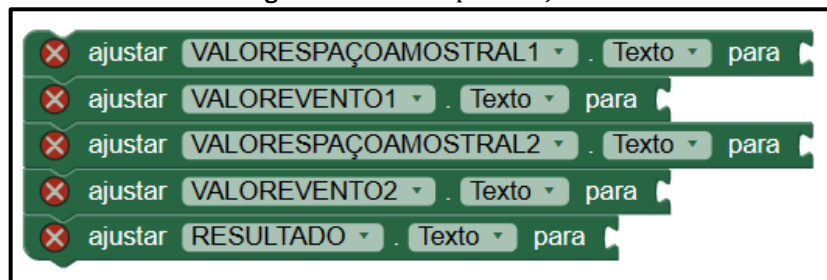 ajustar VALORESPAÇOAMOSTRAL1 . Texto para
ajustar VALOREVENTO1 . Texto para
ajustar VALORESPAÇOAMOSTRAL2 . Texto para
ajustar VALOREVENTO2 . Texto para
ajustar RESULTADO . Texto para